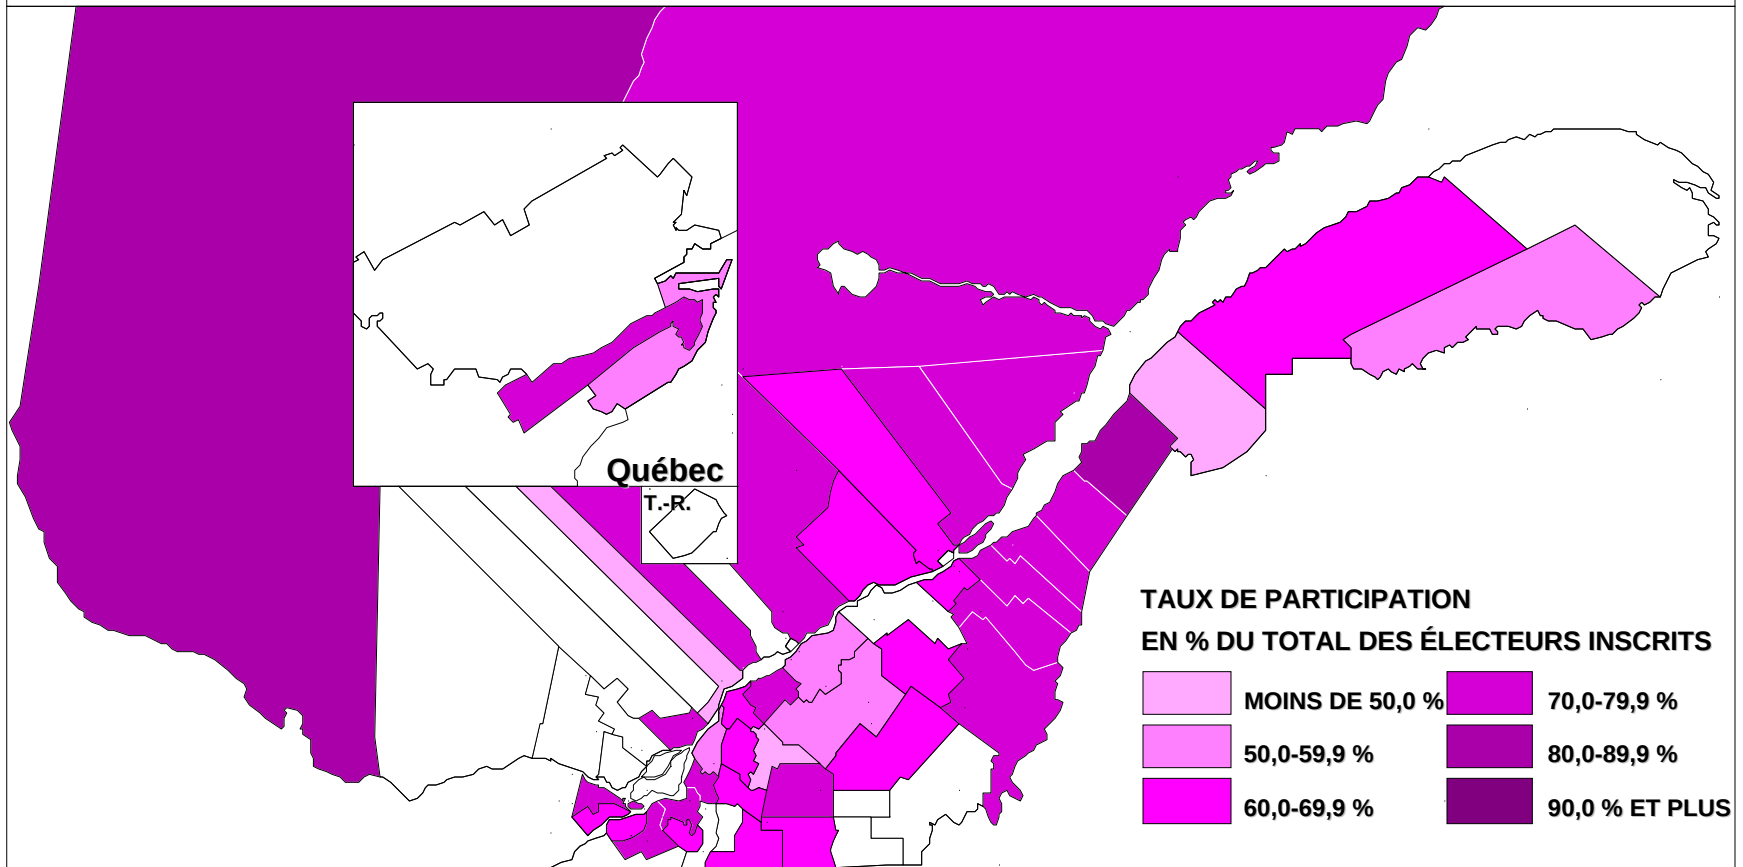 Québec
T.-R.
TAUX DE PARTICIPATION
EN % DU TOTAL DES ÉLECTEURS INSCRITS
MOINS DE 50,0 %
70,0-79,9 %
50,0-59,9 %
80,0-89,9 %
60,0-69,9 %
90,0 % ET PLUS